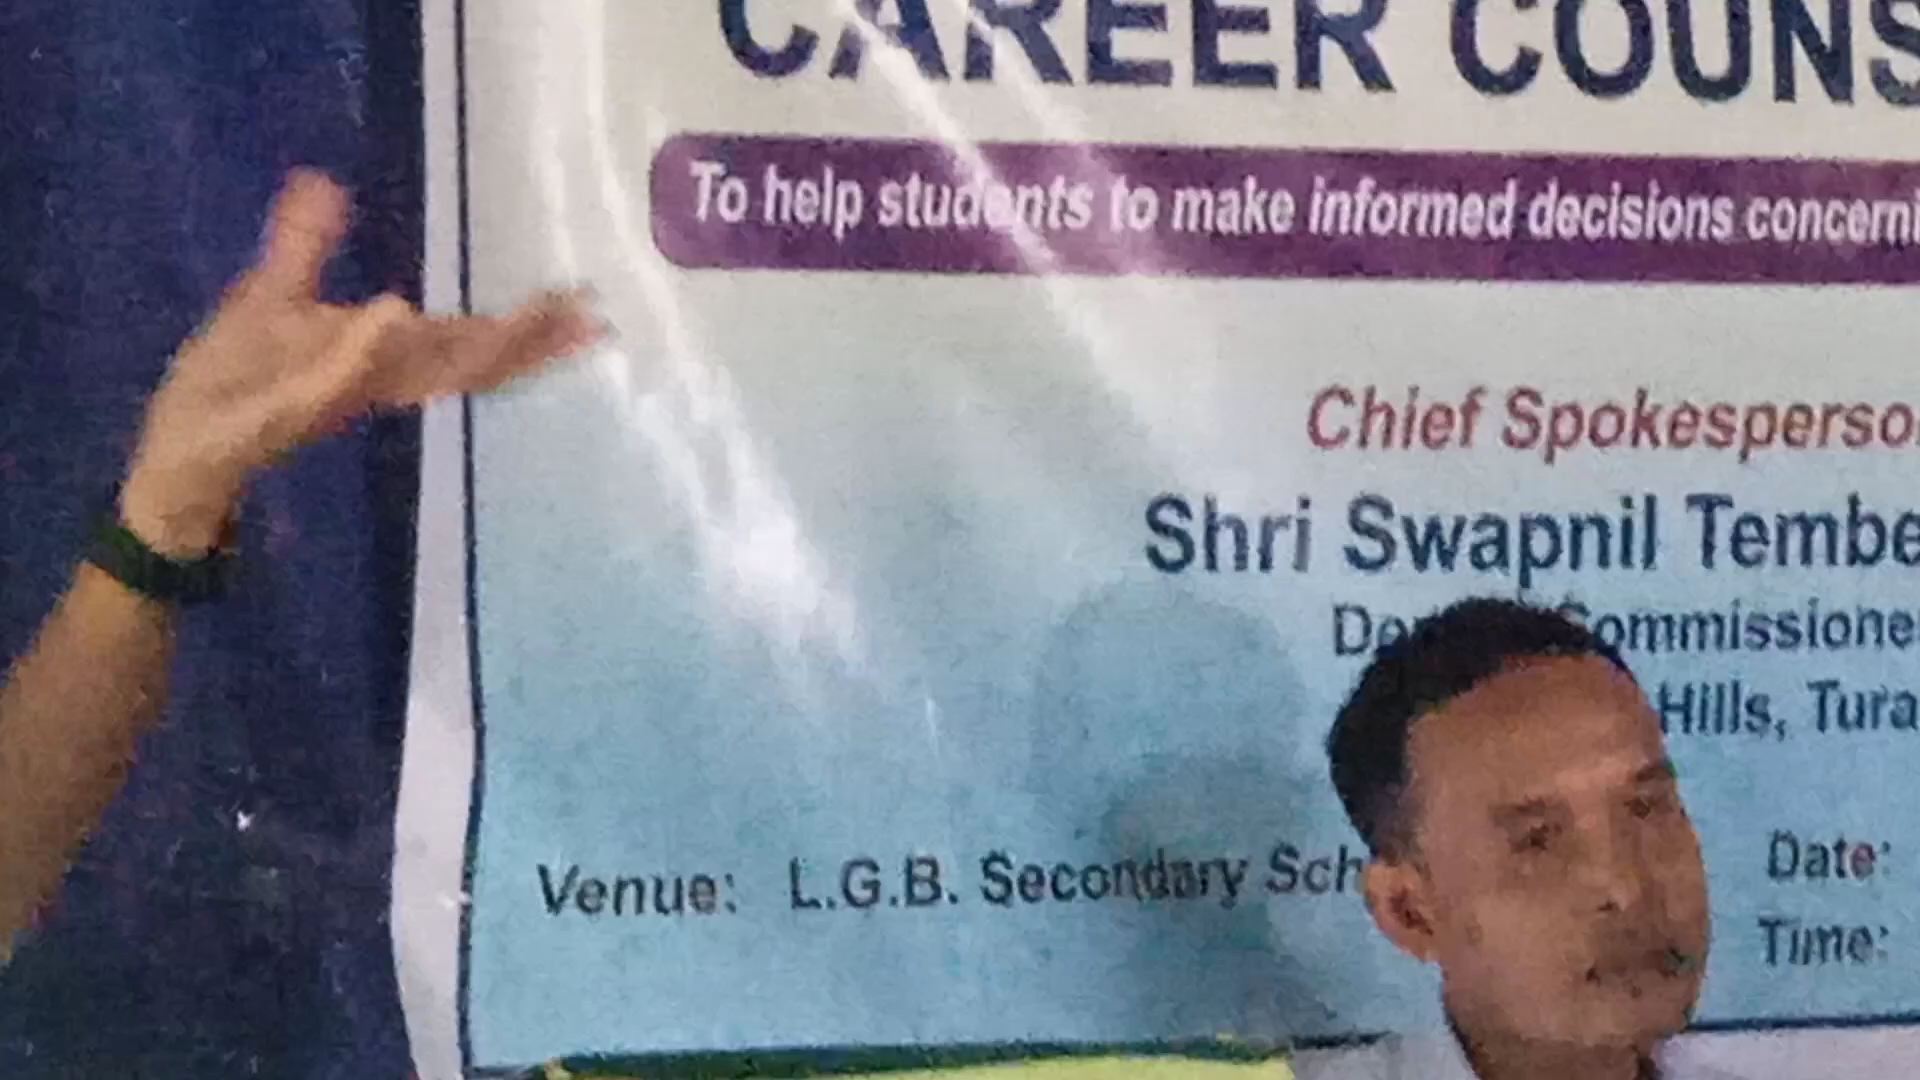 CAREER COUNS
To help students to make informed decisions concerni
Chief Spokesperso
Shri Swapnil Tembe
Commissioner
Hills, Tura
Venue: L.G.B. Secondary Sch
Date:
Time: